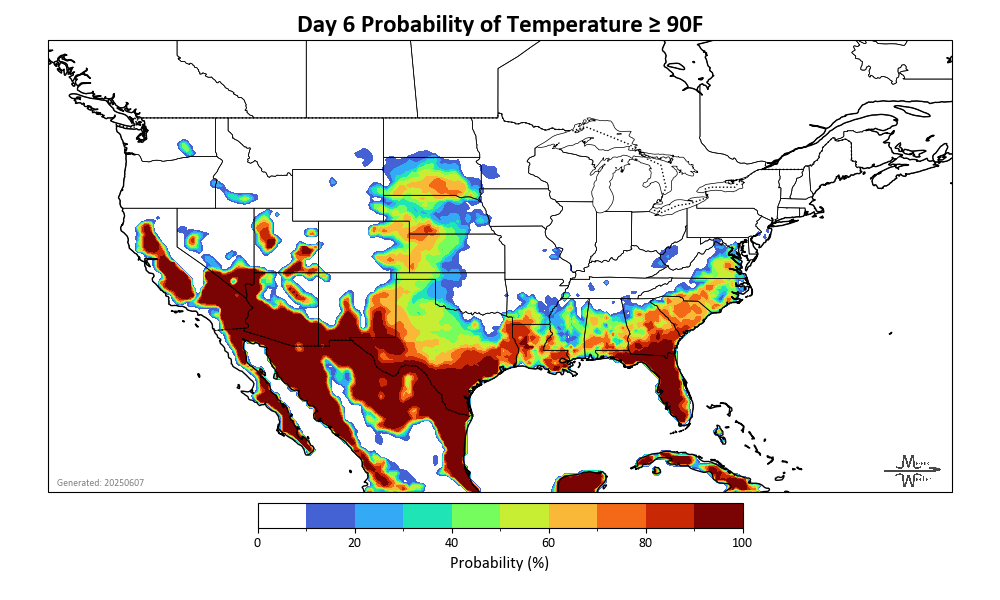 Day 6 Probability of Temperature ≥ 90F
Generated: 20250607
0 20 40 60 80 100
Probability (%)